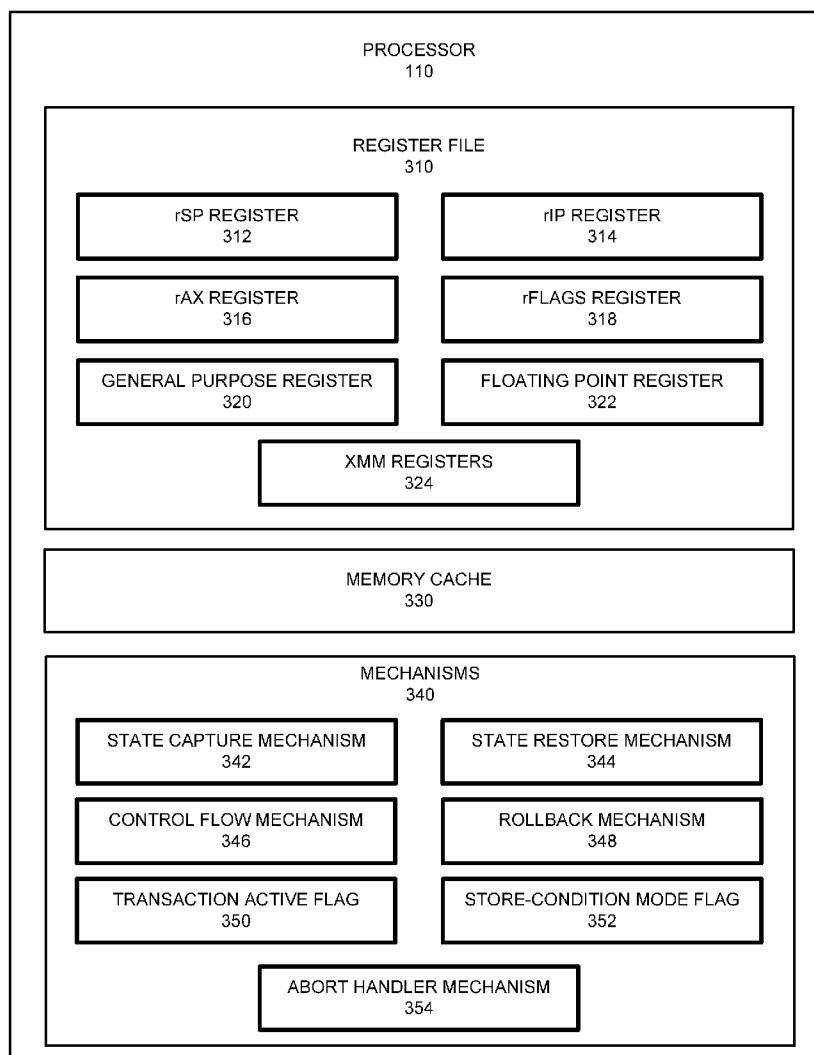 PROCESSOR
110
REGISTER FILE
310
rSP REGISTER
312
rIP REGISTER
314
rAX REGISTER
316
rFLAGS REGISTER
318
GENERAL PURPOSE REGISTER
320
FLOATING POINT REGISTER
322
XMM REGISTERS
324
MEMORY CACHE
330
MECHANISMS
340
STATE CAPTURE MECHANISM
342
STATE RESTORE MECHANISM
344
CONTROL FLOW MECHANISM
346
ROLLBACK MECHANISM
348
TRANSACTION ACTIVE FLAG
350
STORE-CONDITION MODE FLAG
352
ABORT HANDLER MECHANISM
354